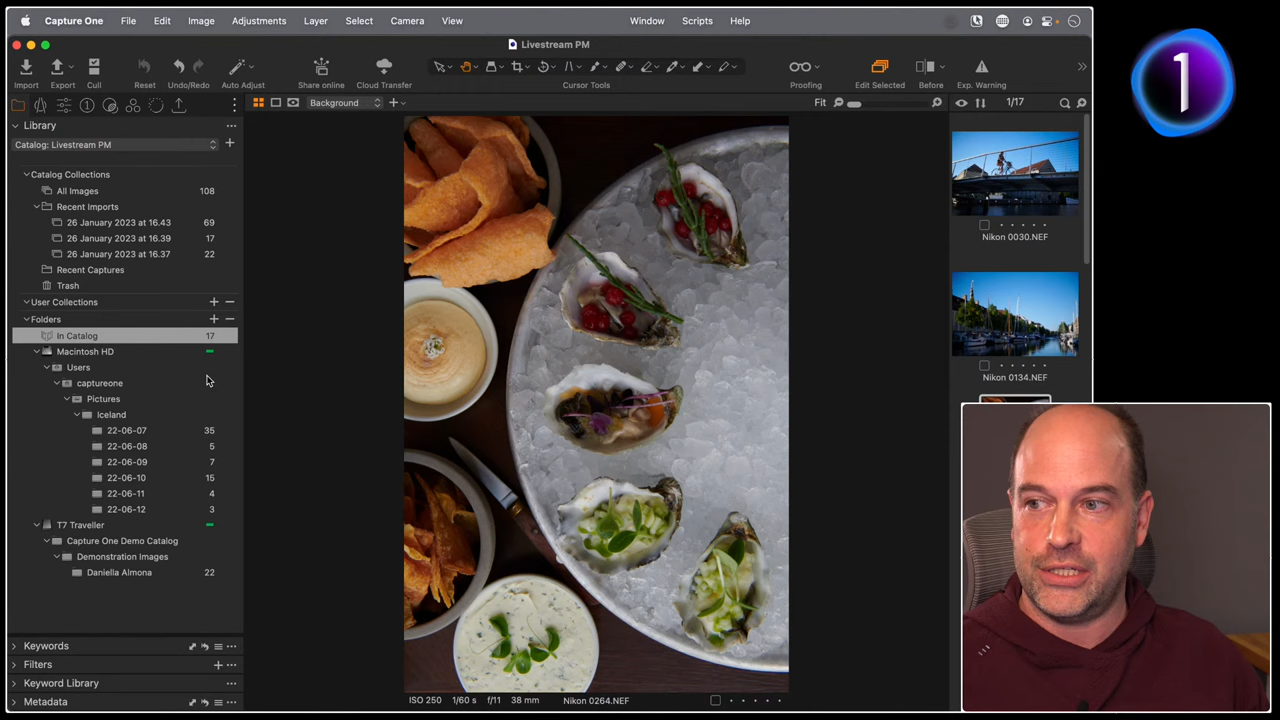 Capture One File Edit Image Adjustments Layer Select Camera View Window Scripts Help
Livestream PM
Import Export Cull Reset Undo/Redo Auto Adjust Share online Cloud Transfer Cursor Tools Proofing Edit Selected Before Exp. Warning
Library
Background
Fit
1/17
Catalog: Livestream PM
Catalog Collections
All Images 108
Recent Imports
26 January 2023 at 16.43 69
26 January 2023 at 16.39 17
26 January 2023 at 16.37 22
Recent Captures
Trash
User Collections
Folders
In Catalog 17
Macintosh HD
Users
captureone
Pictures
Iceland
22-06-07 35
22-06-08 5
22-06-09 7
22-06-10 15
22-06-11 4
22-06-12 3
T7 Traveller
Capture One Demo Catalog
Demonstration Images
Daniella Almona 22
Keywords
Filters
Keyword Library
Metadata
ISO 250 1/60 s f/11 38 mm Nikon 0264.NEF
Nikon 0030.NEF
Nikon 0134.NEF
1